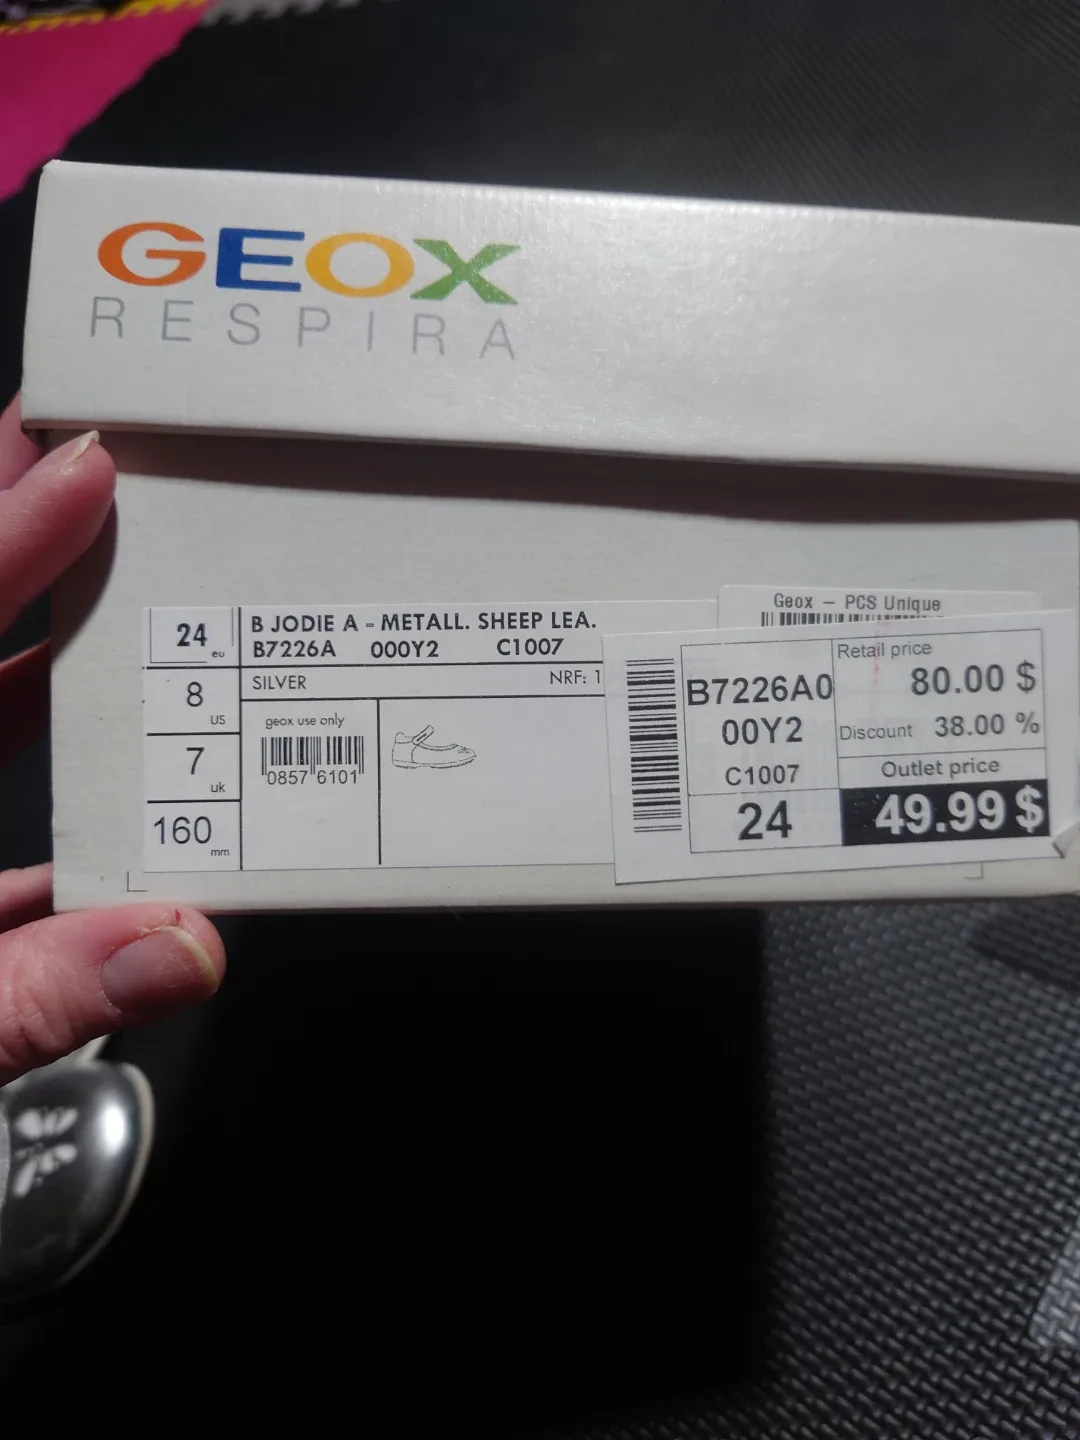 GEOX
RESPIRA
24 eu
8 US
7 uk
160 mm
B JODIE A - METALL. SHEEP LEA.
B7226A 000Y2 C1007
SILVER NRF: 1
geox use only
0857 6101
Geox - PCS Unique
B7226A0
00Y2
C1007
24
Retail price
80.00 $
Discount 38.00 %
Outlet price
49.99 $